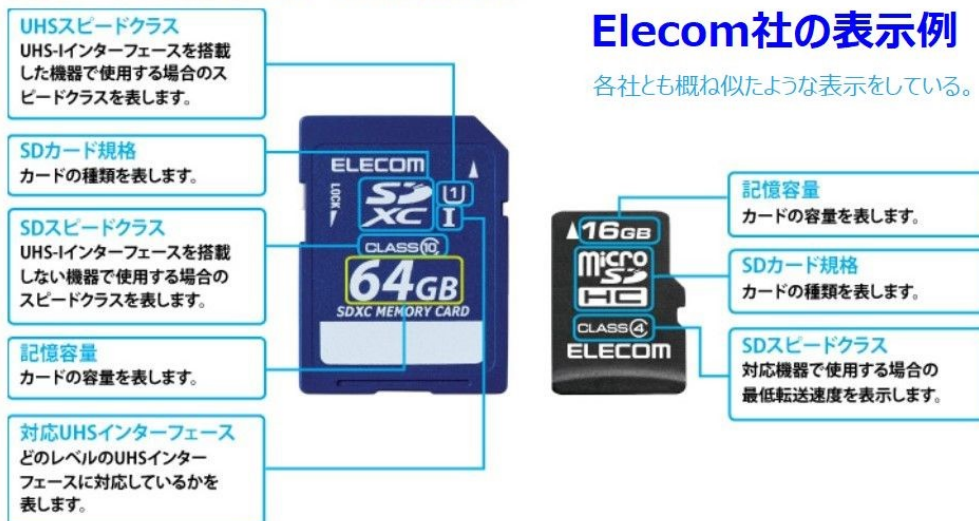 Elecom社の表示例
各社とも概ね似たような表示をしている。
UHSスピードクラス
UHS-Iインターフェースを搭載
した機器で使用する場合のス
ピードクラスを表します。
SDカード規格
カードの種類を表します。
SDスピードクラス
UHS-Iインターフェースを搭載
しない機器で使用する場合の
スピードクラスを表します。
記憶容量
カードの容量を表します。
対応UHSインターフェース
どのレベルのUHSインター
フェースに対応しているかを
表します。
ELECOM
LOCK
SD
XC
1
I
CLASS10
64GB
SDXC MEMORY CARD
16GB
micro
SD
HC
CLASS4
ELECOM
記憶容量
カードの容量を表します。
SDカード規格
カードの種類を表します。
SDスピードクラス
対応機器で使用する場合の
最低転送速度を表示します。